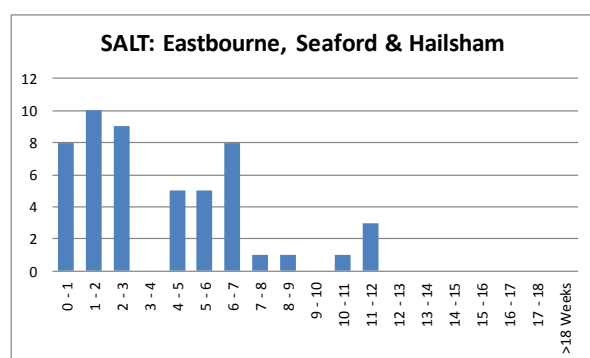 SALT: Eastbourne, Seaford & Hailsham
12
10
8
6
4
2
0
0 - 1
1 - 2
2 - 3
3 - 4
4 - 5
5 - 6
6 - 7
7 - 8
8 - 9
9 - 10
10 - 11
11 - 12
12 - 13
13 - 14
14 - 15
15 - 16
16 - 17
17 - 18
>18 Weeks